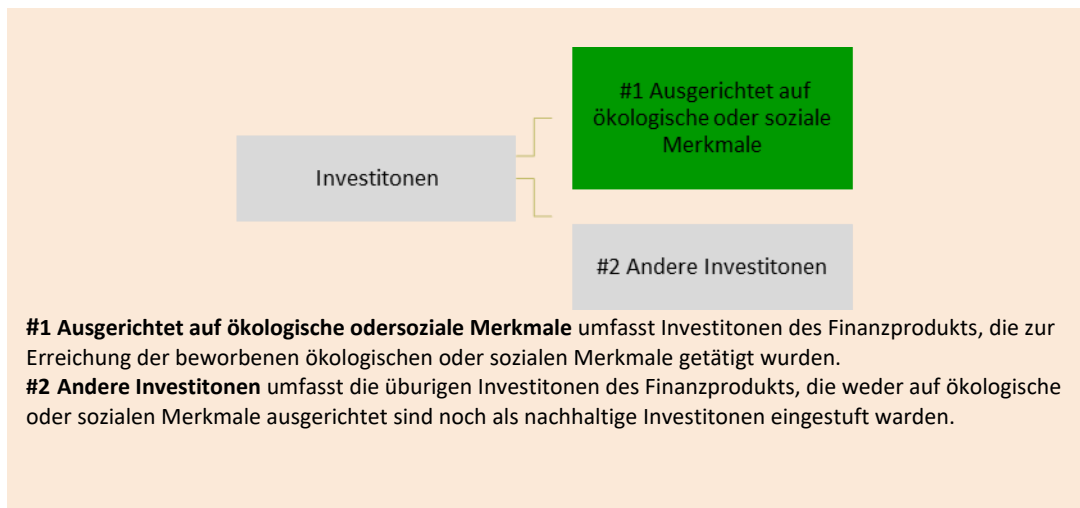 #1 Ausgerichtet auf
ökologische oder soziale
Merkmale
Investitonen
#2 Andere Investitonen
#1 Ausgerichtet auf ökologische odersoziale Merkmale umfasst Investitonen des Finanzprodukts, die zur
Erreichung der beworbenen ökologischen oder sozialen Merkmale getätigt wurden.
#2 Andere Investitonen umfasst die überigen Investitonen des Finanzprodukts, die weder auf ökologische
oder sozialen Merkmale ausgerichtet sind noch als nachhaltige Investitonen eingestuft warden.